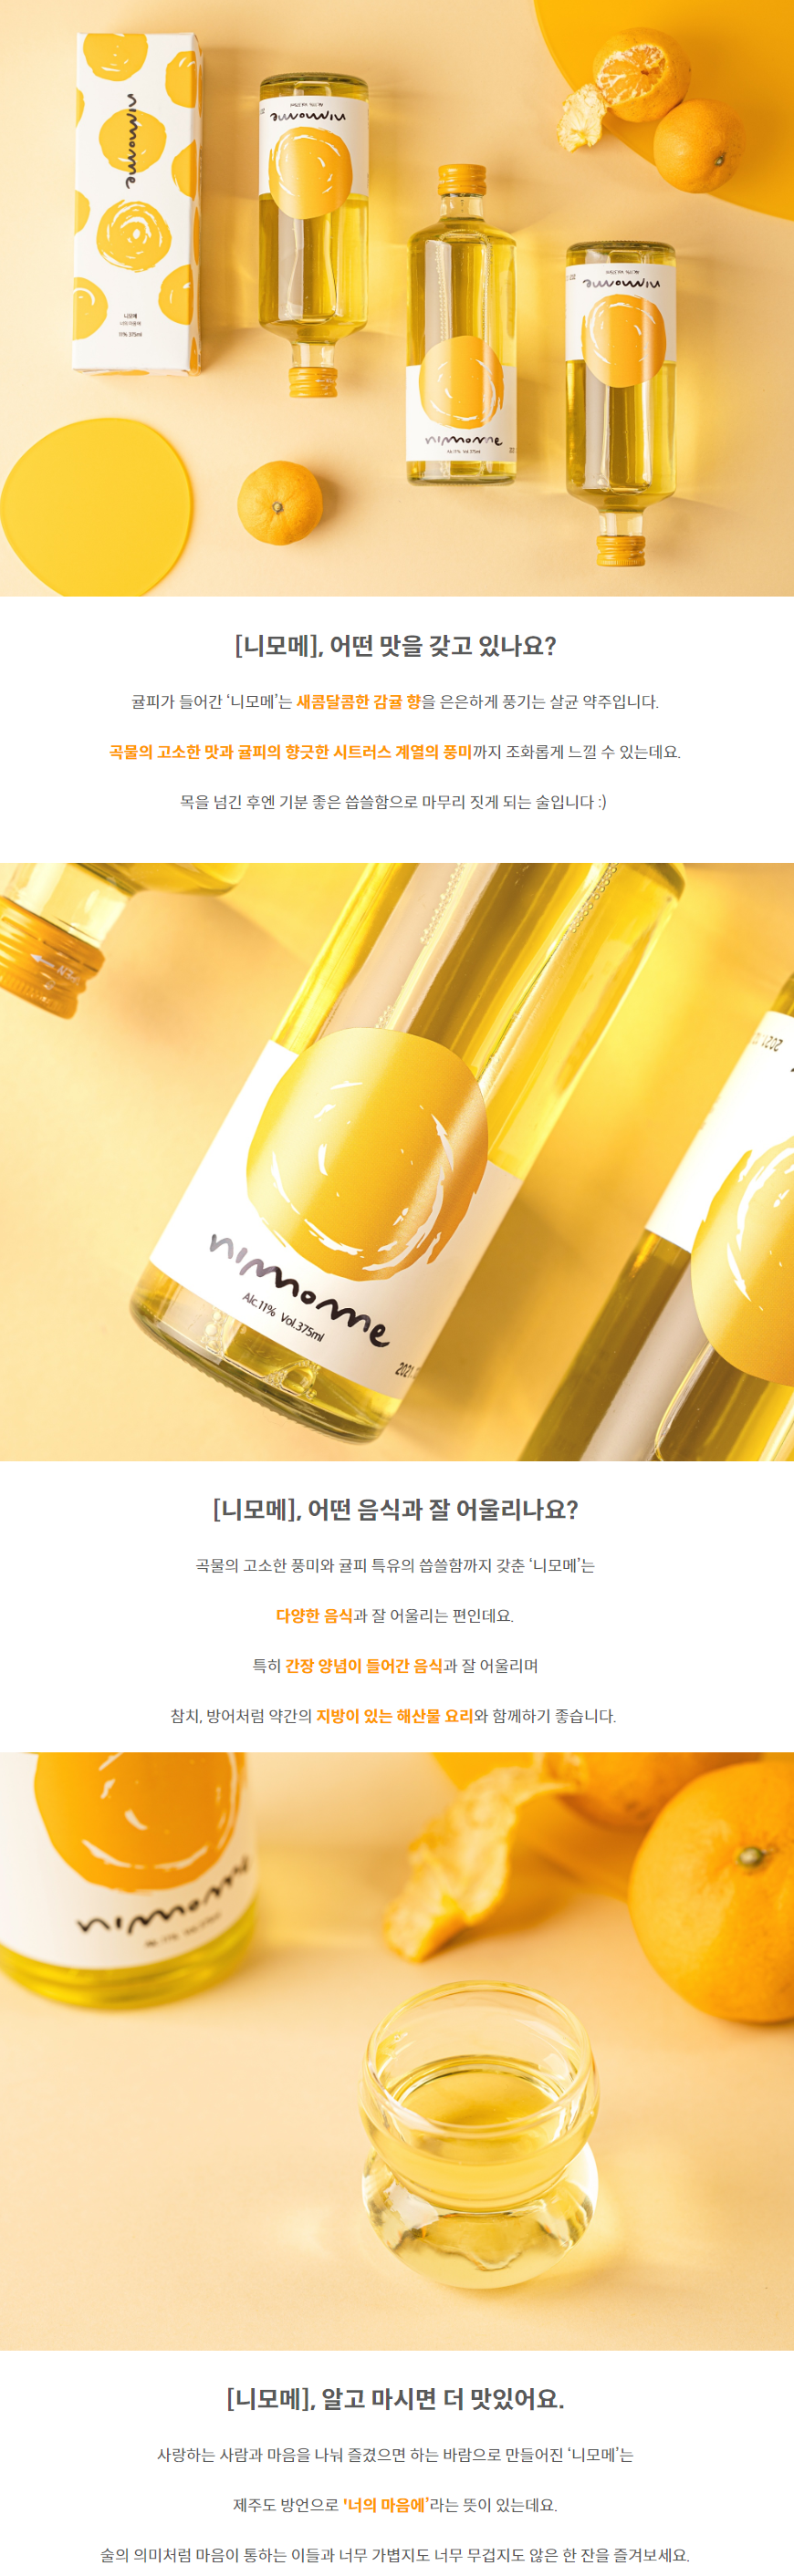 nimome
니모메
11% 375ml
nimome
nimome
Alc.11% Vol.375ml
nimome
[니모메], 어떤 맛을 갖고 있나요?
귤피가 들어간 ‘니모메’는 새콤달콤한 감귤 향을 은은하게 풍기는 살균 약주입니다.
곡물의 고소한 맛과 귤피의 향긋한 시트러스 계열의 풍미까지 조화롭게 느낄 수 있는데요.
목을 넘긴 후엔 기분 좋은 씁쓸함으로 마무리 짓게 되는 술입니다 :)
nimome
Alc.11% Vol.375ml
2021.
[니모메], 어떤 음식과 잘 어울리나요?
곡물의 고소한 풍미와 귤피 특유의 씁쓸함까지 갖춘 ‘니모메’는
다양한 음식과 잘 어울리는 편인데요.
특히 간장 양념이 들어간 음식과 잘 어울리며
참치, 방어처럼 약간의 지방이 있는 해산물 요리와 함께하기 좋습니다.
nimome
[니모메], 알고 마시면 더 맛있어요.
사랑하는 사람과 마음을 나눠 즐겼으면 하는 바람으로 만들어진 ‘니모메’는
제주도 방언으로 '너의 마음에’라는 뜻이 있는데요.
술의 의미처럼 마음이 통하는 이들과 너무 가볍지도 너무 무겁지도 않은 한 잔을 즐겨보세요.